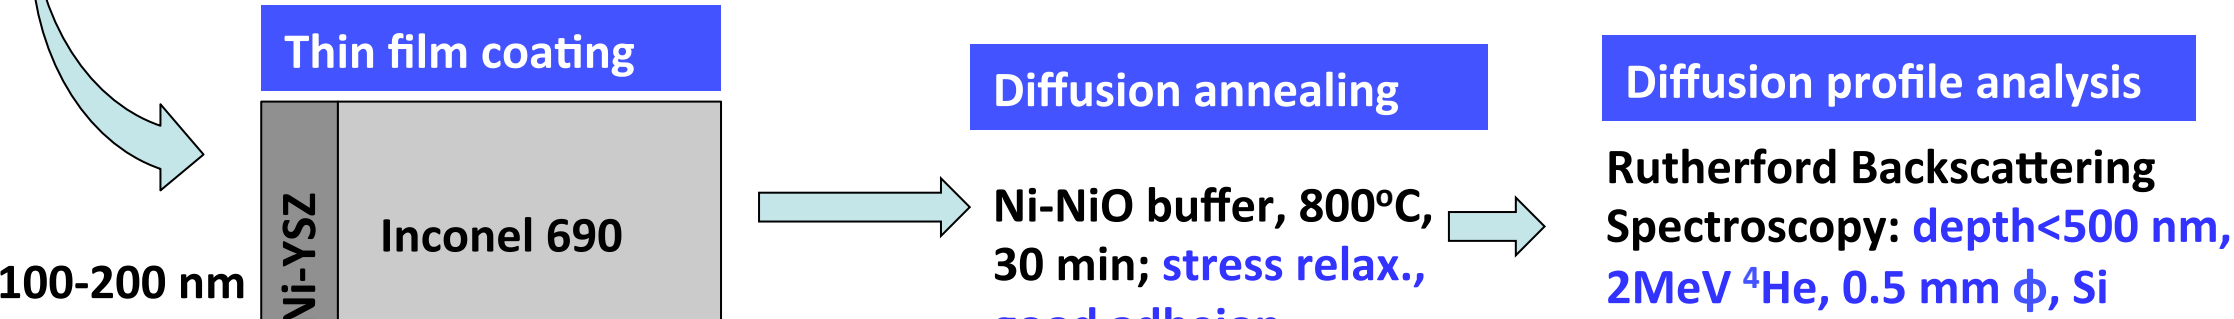 Thin film coating
Ni-YSZ
Inconel 690
100-200 nm
Diffusion annealing
Ni-NiO buffer, 800ºC,
30 min; stress relax.,
Diffusion profile analysis
Rutherford Backscattering
Spectroscopy: depth<500 nm,
2MeV ⁴He, 0.5 mm ϕ, Si